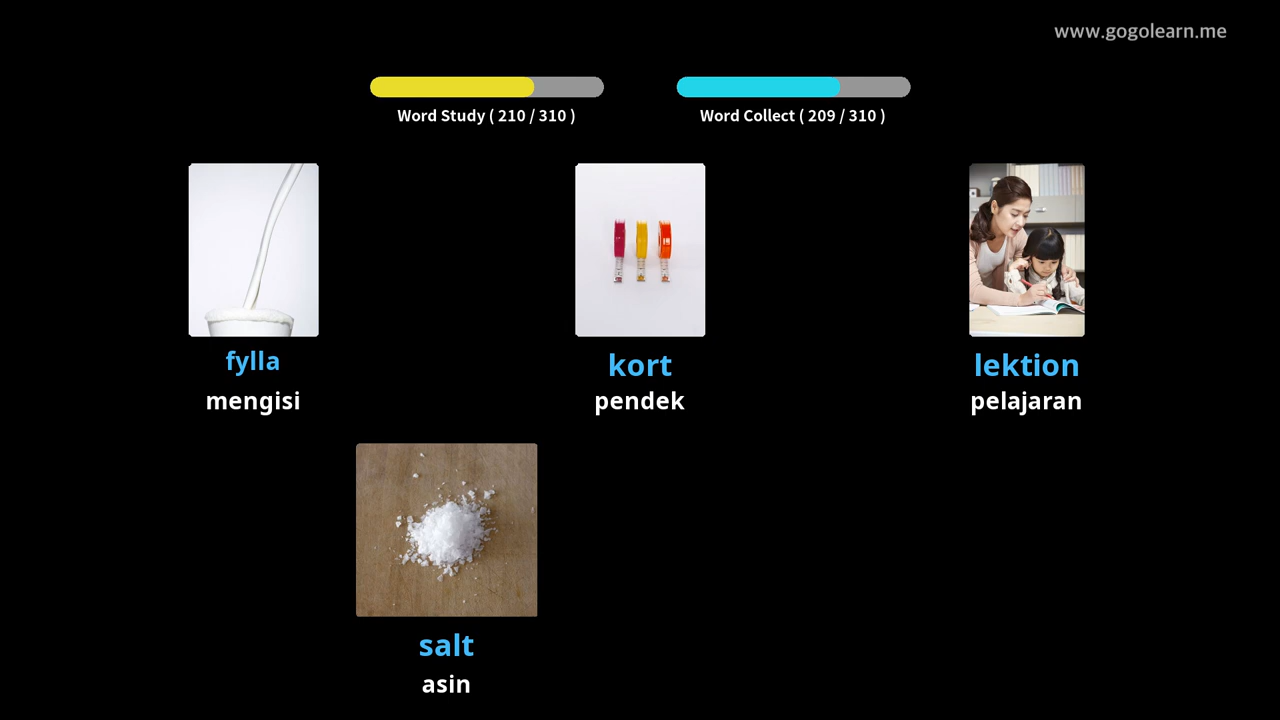 www.gogolearn.me
Word Study ( 210 / 310 )
Word Collect ( 209 / 310 )
fylla
mengisi
kort
pendek
lektion
pelajaran
salt
asin